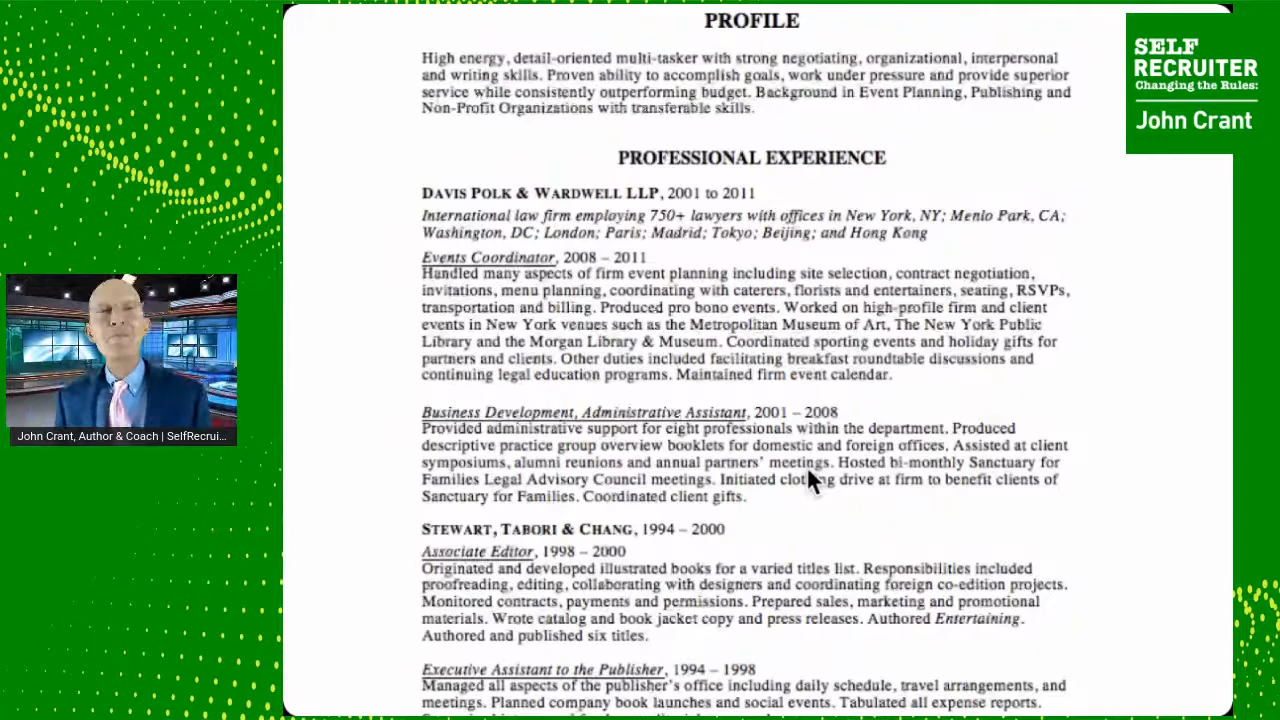 PROFILE
High energy, detail-oriented multi-tasker with strong negotiating, organizational, interpersonal
and writing skills. Proven ability to accomplish goals, work under pressure and provide superior
service while consistently outperforming budget. Background in Event Planning, Publishing and
Non-Profit Organizations with transferable skills.
SELF
RECRUITER
Changing the Rules:
John Crant
PROFESSIONAL EXPERIENCE
DAVIS POLK & WARDWELL LLP, 2001 to 2011
International law firm employing 750+ lawyers with offices in New York, NY; Menlo Park, CA;
Washington, DC; London; Paris; Madrid; Tokyo; Beijing; and Hong Kong
Events Coordinator, 2008 – 2011
Handled many aspects of firm event planning including site selection, contract negotiation,
invitations, menu planning, coordinating with caterers, florists and entertainers, seating, RSVPs,
transportation and billing. Produced pro bono events. Worked on high-profile firm and client
events in New York venues such as the Metropolitan Museum of Art, The New York Public
Library and the Morgan Library & Museum. Coordinated sporting events and holiday gifts for
partners and clients. Other duties included facilitating breakfast roundtable discussions and
continuing legal education programs. Maintained firm event calendar.
Business Development, Administrative Assistant, 2001 – 2008
Provided administrative support for eight professionals within the department. Produced
descriptive practice group overview booklets for domestic and foreign offices. Assisted at client
symposiums, alumni reunions and annual partners' meetings. Hosted bi-monthly Sanctuary for
Families Legal Advisory Council meetings. Initiated clothing drive at firm to benefit clients of
Sanctuary for Families. Coordinated client gifts.
STEWART, TABORI & CHANG, 1994 – 2000
Associate Editor, 1998 – 2000
Originated and developed illustrated books for a varied titles list. Responsibilities included
proofreading, editing, collaborating with designers and coordinating foreign co-edition projects.
Monitored contracts, payments and permissions. Prepared sales, marketing and promotional
materials. Wrote catalog and book jacket copy and press releases. Authored Entertaining.
Authored and published six titles.
Executive Assistant to the Publisher, 1994 – 1998
Managed all aspects of the publisher's office including daily schedule, travel arrangements, and
meetings. Planned company book launches and social events. Tabulated all expense reports.
John Crant, Author & Coach | SelfRecrui...